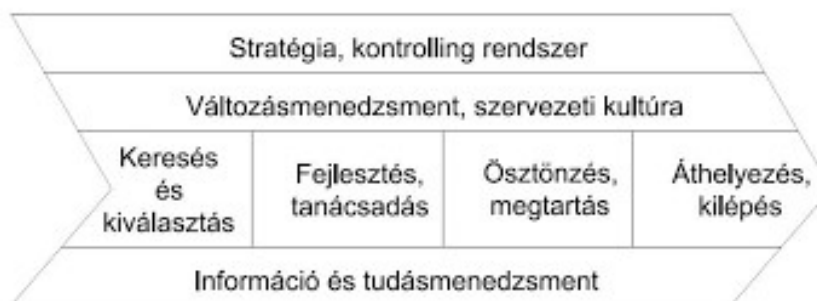 Stratégia, kontrolling rendszer
Változásmenedzsment, szervezeti kultúra
Keresés
és
kiválasztás
Fejlesztés,
tanácsadás
Ösztönzés,
megtartás
Áthelyezés,
kilépés
Információ és tudásmenedzsment